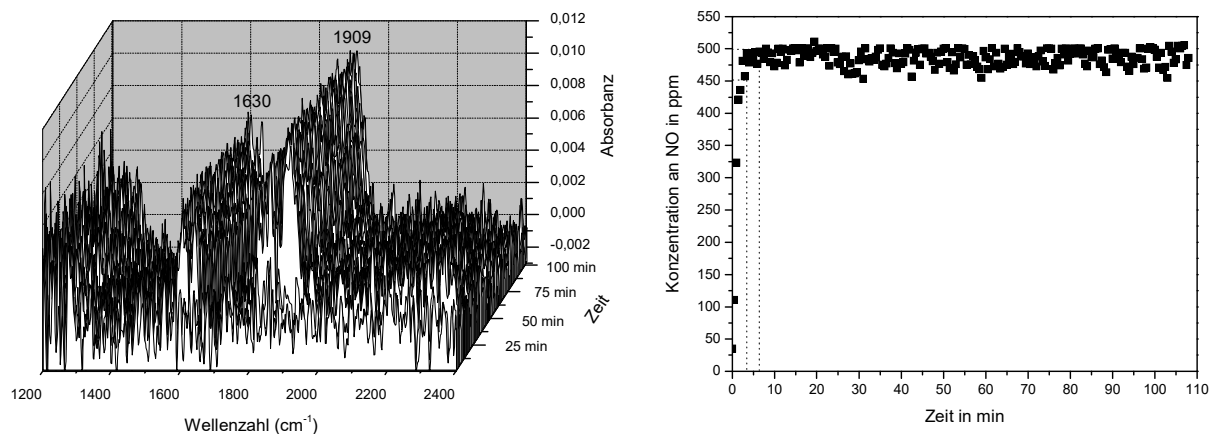 0,012
1909
0,010
0,008
1630
0,006
Absorbanz
0,004
0,002
0,000
-0,002
100 min
75 min
50 min
25 min
Zeit
1200 1400 1600 1800 2000 2200 2400
Wellenzahl (cm⁻¹)
550
500
450
400
350
300
250
200
150
100
50
0
Konzentration an NO in ppm
0 10 20 30 40 50 60 70 80 90 100 110
Zeit in min